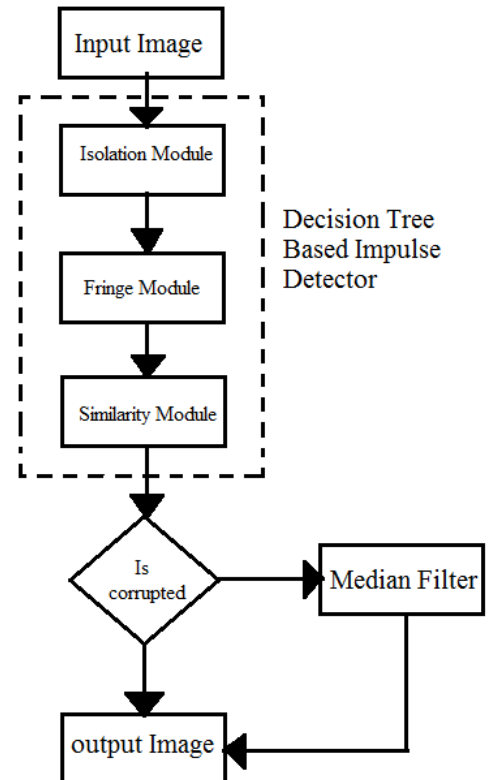 Input Image
Isolation Module
Decision Tree
Based Impulse
Detector
Fringe Module
Similarity Module
Is
corrupted
Median Filter
output Image